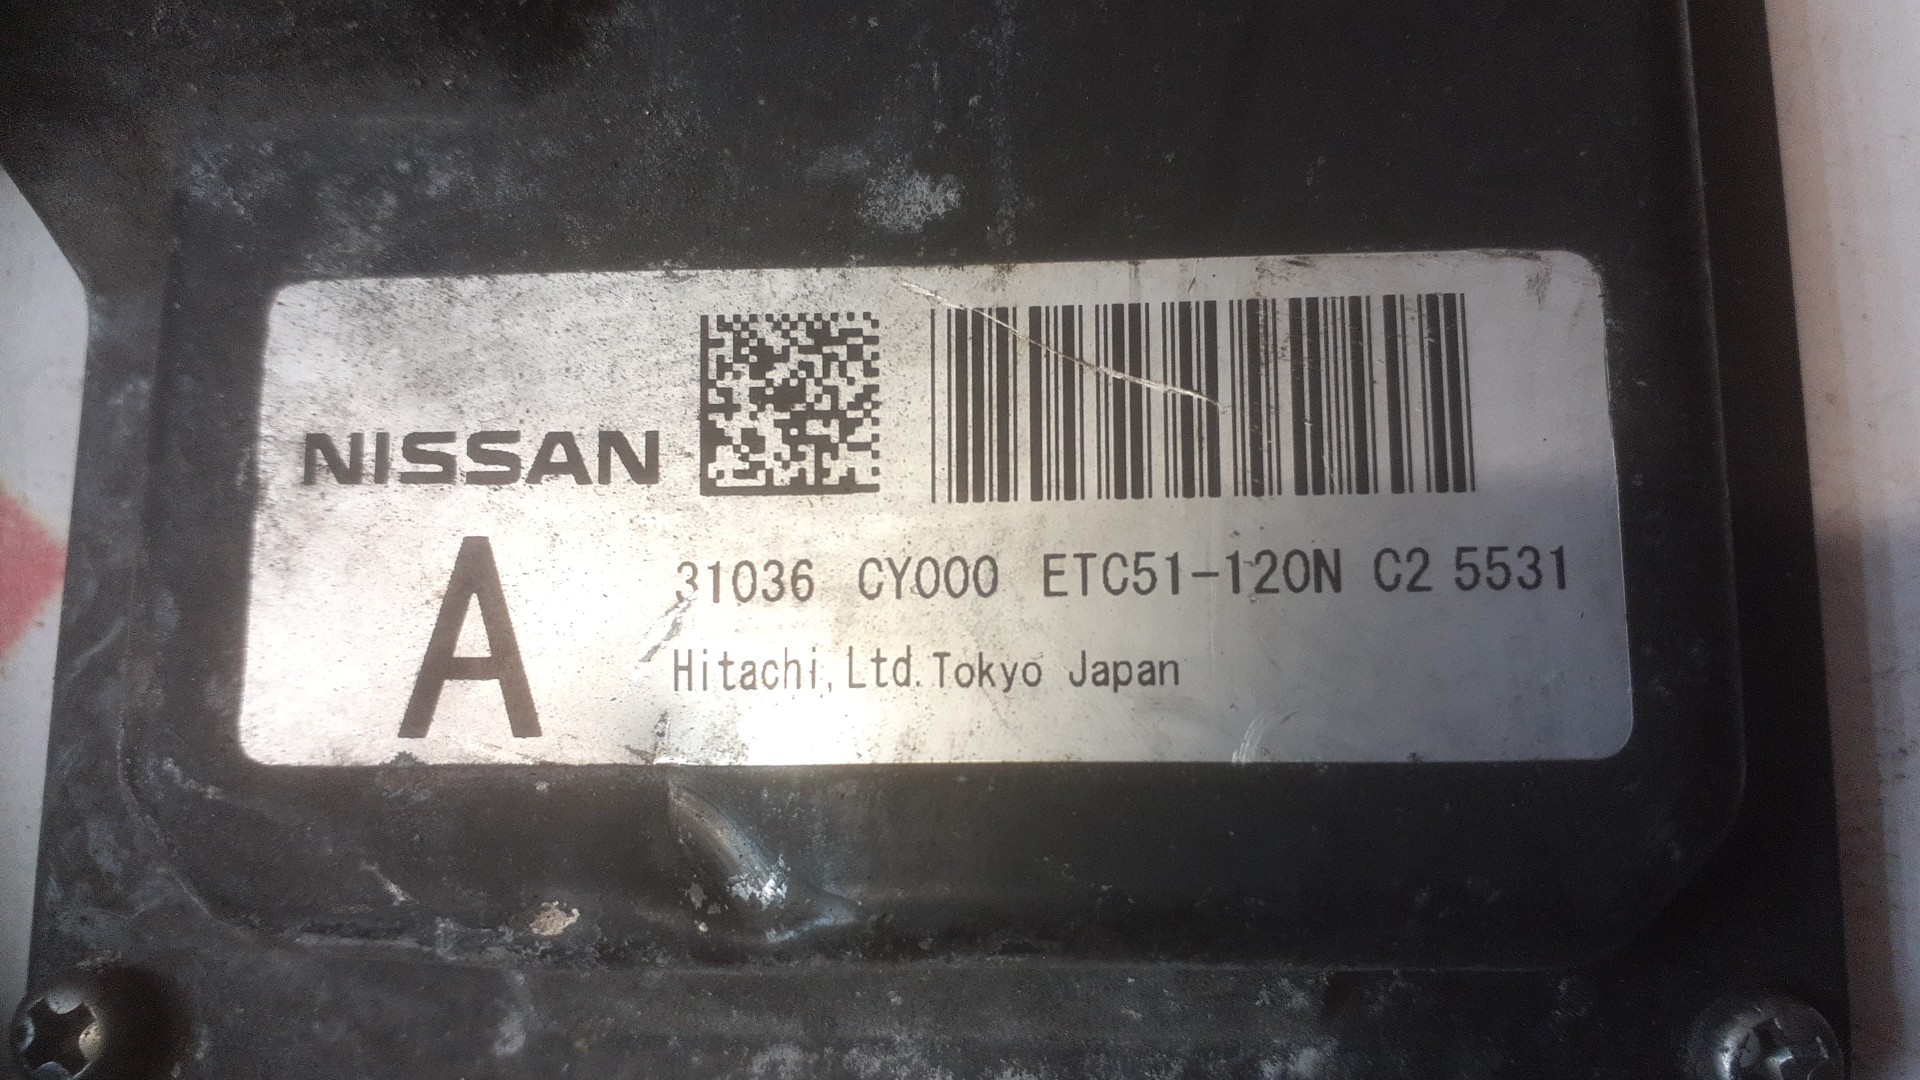 NISSAN
A
31036 CY000 ETC51-120N C2 5531
Hitachi, Ltd. Tokyo Japan